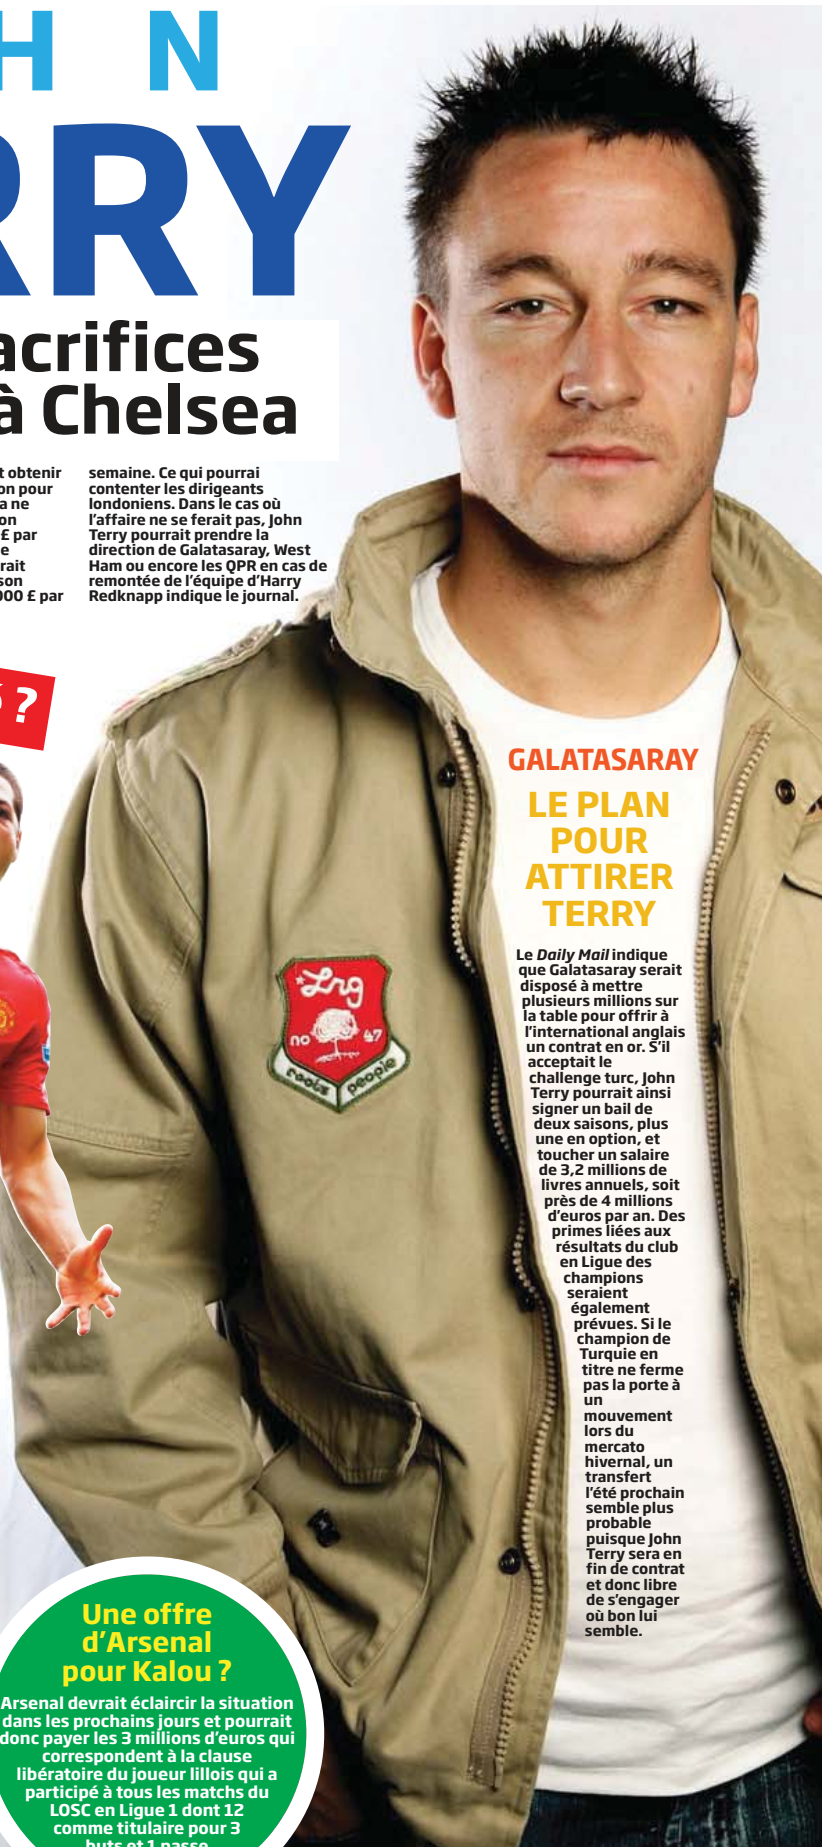 H N
RRY
acrifices
à Chelsea
t obtenir
on pour
a ne
on
£ par
e
rait
son
000 £ par
semaine. Ce qui pourrai
contenter les dirigeants
londoniens. Dans le cas où
l'affaire ne se ferait pas, John
Terry pourrait prendre la
direction de Galatasaray, West
Ham ou encore les QPR en cas de
remontée de l'équipe d'Harry
Redknapp indique le journal.
?
GALATASARAY
LE PLAN
POUR
ATTIRER
TERRY
Le Daily Mail indique
que Galatasaray serait
disposé à mettre
plusieurs millions sur
la table pour offrir à
l'international anglais
un contrat en or. S'il
acceptait le
challenge turc, John
Terry pourrait ainsi
signer un bail de
deux saisons, plus
une en option, et
toucher un salaire
de 3,2 millions de
livres annuels, soit
près de 4 millions
d'euros par an. Des
primes liées aux
résultats du club
en Ligue des
champions
seraient
également
prévues. Si le
champion de
Turquie en
titre ne ferme
pas la porte à
un
mouvement
lors du
mercato
hivernal, un
transfert
l'été prochain
semble plus
probable
puisque John
Terry sera en
fin de contrat
et donc libre
de s'engager
où bon lui
semble.
Lrg
no 47
roots people
Une offre
d'Arsenal
pour Kalou ?
Arsenal devrait éclaircir la situation
dans les prochains jours et pourrait
donc payer les 3 millions d'euros qui
correspondent à la clause
libératoire du joueur lillois qui a
participé à tous les matchs du
LOSC en Ligue 1 dont 12
comme titulaire pour 3
buts et 1 passe